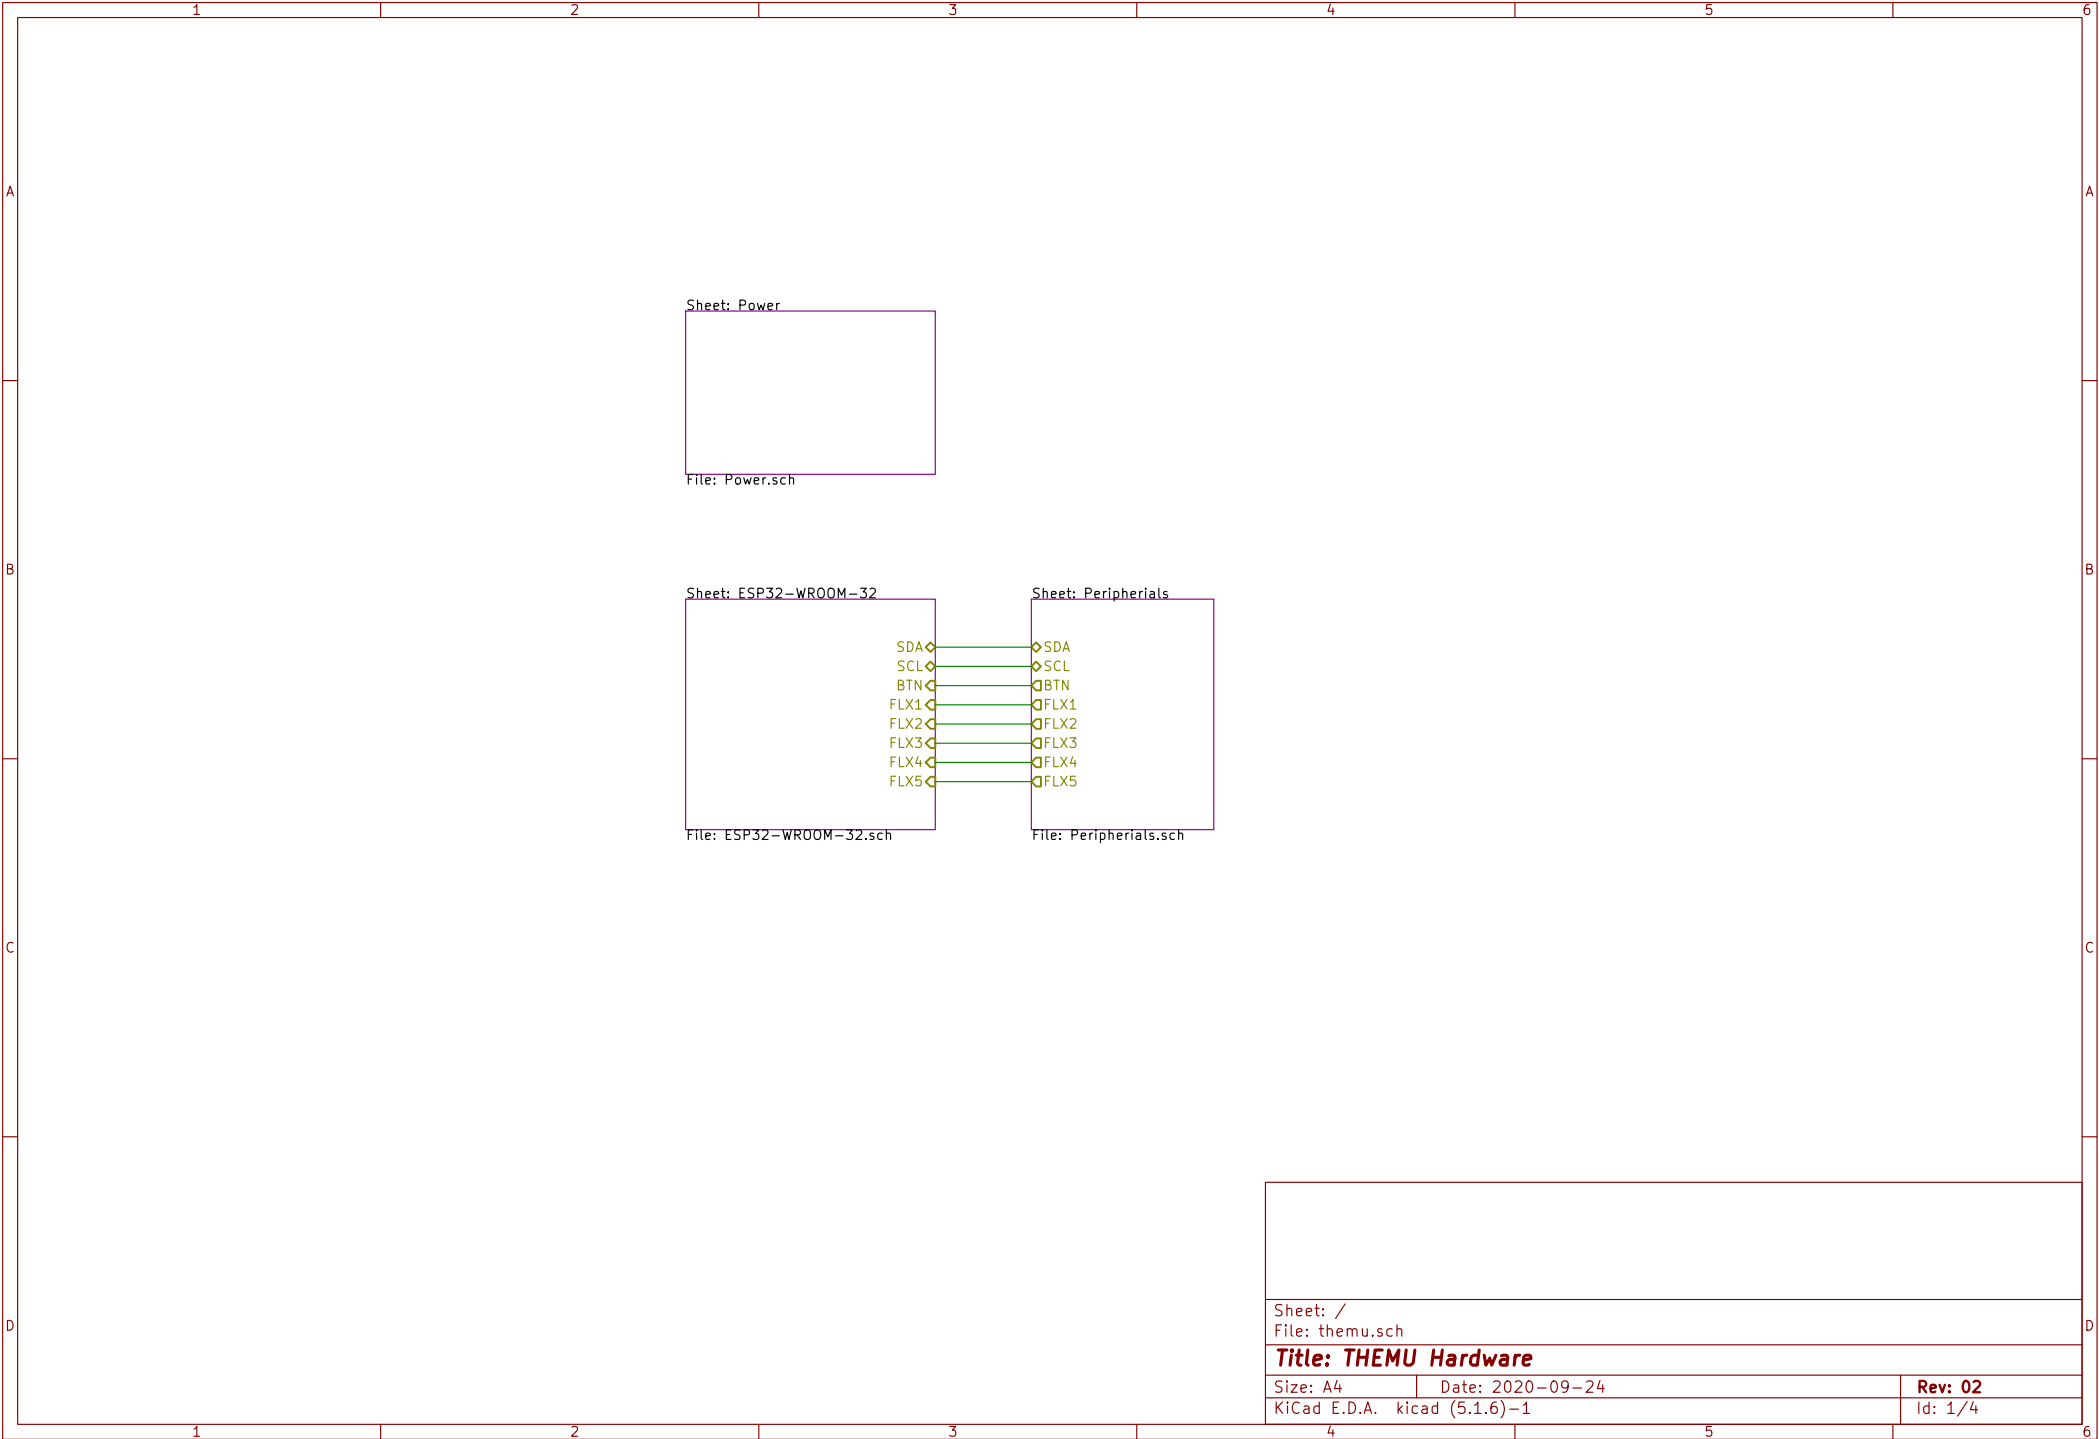 1 2 3 4 5 6
A A
Sheet: Power
File: Power.sch
B B
Sheet: ESP32-WROOM-32 Sheet: Peripherials
SDA SDA
SCL SCL
BTN BTN
FLX1 FLX1
FLX2 FLX2
FLX3 FLX3
FLX4 FLX4
FLX5 FLX5
File: ESP32-WROOM-32.sch File: Peripherials.sch
C C
Sheet: /
D D
File: themu.sch
Title: THEMU Hardware
Size: A4 Date: 2020-09-24 Rev: 02
KiCad E.D.A. kicad (5.1.6)-1 Id: 1/4
1 2 3 4 5 6